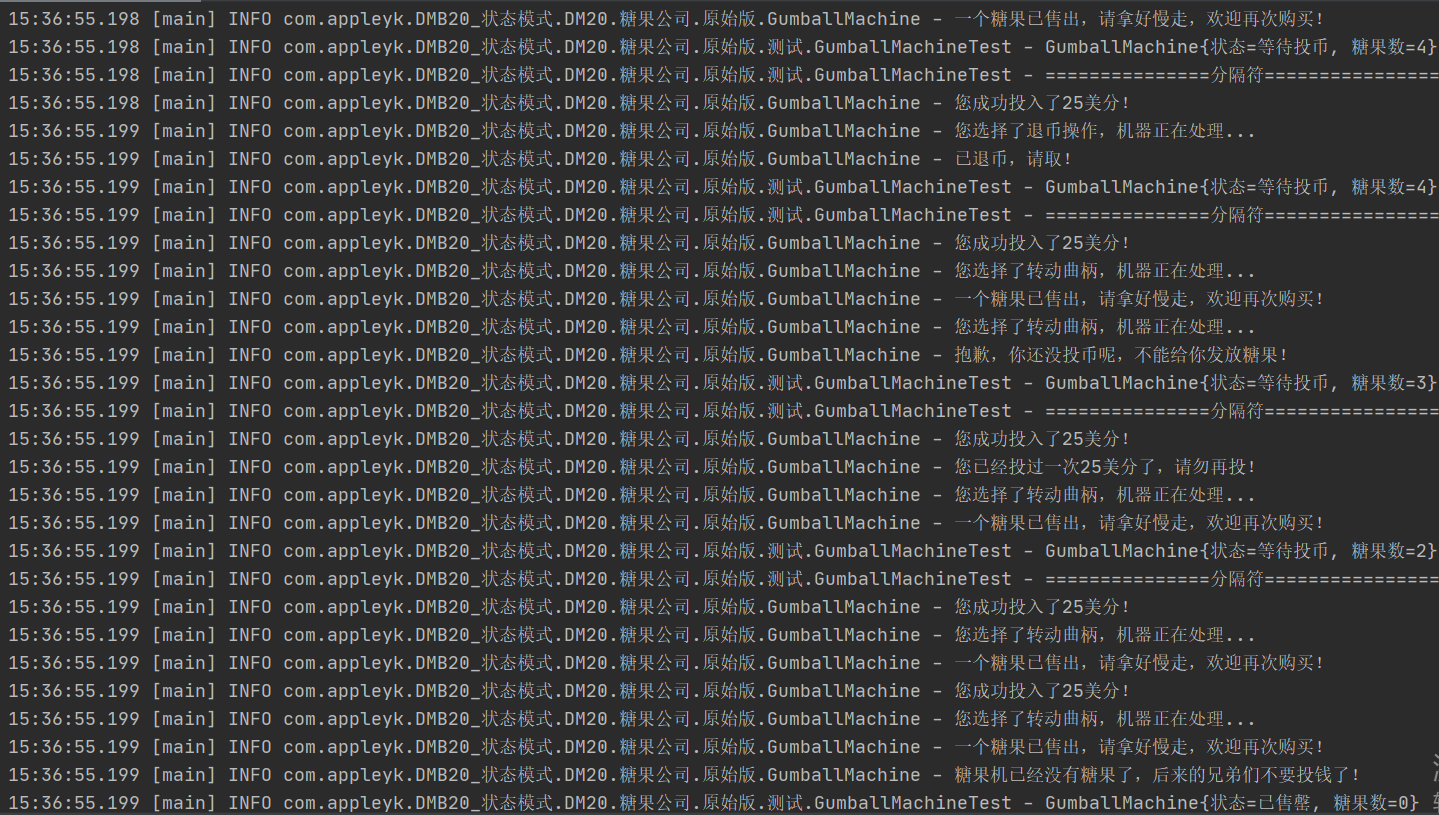 15:36:55.198 [main] INFO com.appleyk.DMB20_状态模式.DM20.糖果公司.原始版.GumballMachine - 一个糖果已售出，请拿好慢走，欢迎再次购买！
15:36:55.198 [main] INFO com.appleyk.DMB20_状态模式.DM20.糖果公司.原始版.测试.GumballMachineTest - GumballMachine{状态=等待投币, 糖果数=4}
15:36:55.198 [main] INFO com.appleyk.DMB20_状态模式.DM20.糖果公司.原始版.测试.GumballMachineTest - ===============分隔符================
15:36:55.198 [main] INFO com.appleyk.DMB20_状态模式.DM20.糖果公司.原始版.GumballMachine - 您成功投入了25美分！
15:36:55.199 [main] INFO com.appleyk.DMB20_状态模式.DM20.糖果公司.原始版.GumballMachine - 您选择了退币操作，机器正在处理...
15:36:55.199 [main] INFO com.appleyk.DMB20_状态模式.DM20.糖果公司.原始版.GumballMachine - 已退币，请取！
15:36:55.199 [main] INFO com.appleyk.DMB20_状态模式.DM20.糖果公司.原始版.测试.GumballMachineTest - GumballMachine{状态=等待投币, 糖果数=4}
15:36:55.199 [main] INFO com.appleyk.DMB20_状态模式.DM20.糖果公司.原始版.测试.GumballMachineTest - ===============分隔符================
15:36:55.199 [main] INFO com.appleyk.DMB20_状态模式.DM20.糖果公司.原始版.GumballMachine - 您成功投入了25美分！
15:36:55.199 [main] INFO com.appleyk.DMB20_状态模式.DM20.糖果公司.原始版.GumballMachine - 您选择了转动曲柄，机器正在处理...
15:36:55.199 [main] INFO com.appleyk.DMB20_状态模式.DM20.糖果公司.原始版.GumballMachine - 一个糖果已售出，请拿好慢走，欢迎再次购买！
15:36:55.199 [main] INFO com.appleyk.DMB20_状态模式.DM20.糖果公司.原始版.GumballMachine - 您选择了转动曲柄，机器正在处理...
15:36:55.199 [main] INFO com.appleyk.DMB20_状态模式.DM20.糖果公司.原始版.GumballMachine - 抱歉，你还没投币呢，不能给你发放糖果！
15:36:55.199 [main] INFO com.appleyk.DMB20_状态模式.DM20.糖果公司.原始版.测试.GumballMachineTest - GumballMachine{状态=等待投币, 糖果数=3}
15:36:55.199 [main] INFO com.appleyk.DMB20_状态模式.DM20.糖果公司.原始版.测试.GumballMachineTest - ===============分隔符================
15:36:55.199 [main] INFO com.appleyk.DMB20_状态模式.DM20.糖果公司.原始版.GumballMachine - 您成功投入了25美分！
15:36:55.199 [main] INFO com.appleyk.DMB20_状态模式.DM20.糖果公司.原始版.GumballMachine - 您已经投过一次25美分了，请勿再投！
15:36:55.199 [main] INFO com.appleyk.DMB20_状态模式.DM20.糖果公司.原始版.GumballMachine - 您选择了转动曲柄，机器正在处理...
15:36:55.199 [main] INFO com.appleyk.DMB20_状态模式.DM20.糖果公司.原始版.GumballMachine - 一个糖果已售出，请拿好慢走，欢迎再次购买！
15:36:55.199 [main] INFO com.appleyk.DMB20_状态模式.DM20.糖果公司.原始版.测试.GumballMachineTest - GumballMachine{状态=等待投币, 糖果数=2}
15:36:55.199 [main] INFO com.appleyk.DMB20_状态模式.DM20.糖果公司.原始版.测试.GumballMachineTest - ===============分隔符================
15:36:55.199 [main] INFO com.appleyk.DMB20_状态模式.DM20.糖果公司.原始版.GumballMachine - 您成功投入了25美分！
15:36:55.199 [main] INFO com.appleyk.DMB20_状态模式.DM20.糖果公司.原始版.GumballMachine - 您选择了转动曲柄，机器正在处理...
15:36:55.199 [main] INFO com.appleyk.DMB20_状态模式.DM20.糖果公司.原始版.GumballMachine - 一个糖果已售出，请拿好慢走，欢迎再次购买！
15:36:55.199 [main] INFO com.appleyk.DMB20_状态模式.DM20.糖果公司.原始版.GumballMachine - 您成功投入了25美分！
15:36:55.199 [main] INFO com.appleyk.DMB20_状态模式.DM20.糖果公司.原始版.GumballMachine - 您选择了转动曲柄，机器正在处理...
15:36:55.199 [main] INFO com.appleyk.DMB20_状态模式.DM20.糖果公司.原始版.GumballMachine - 一个糖果已售出，请拿好慢走，欢迎再次购买！
15:36:55.199 [main] INFO com.appleyk.DMB20_状态模式.DM20.糖果公司.原始版.GumballMachine - 糖果机已经没有糖果了，后来的兄弟们不要投钱了！
15:36:55.199 [main] INFO com.appleyk.DMB20_状态模式.DM20.糖果公司.原始版.测试.GumballMachineTest - GumballMachine{状态=已售罄, 糖果数=0}